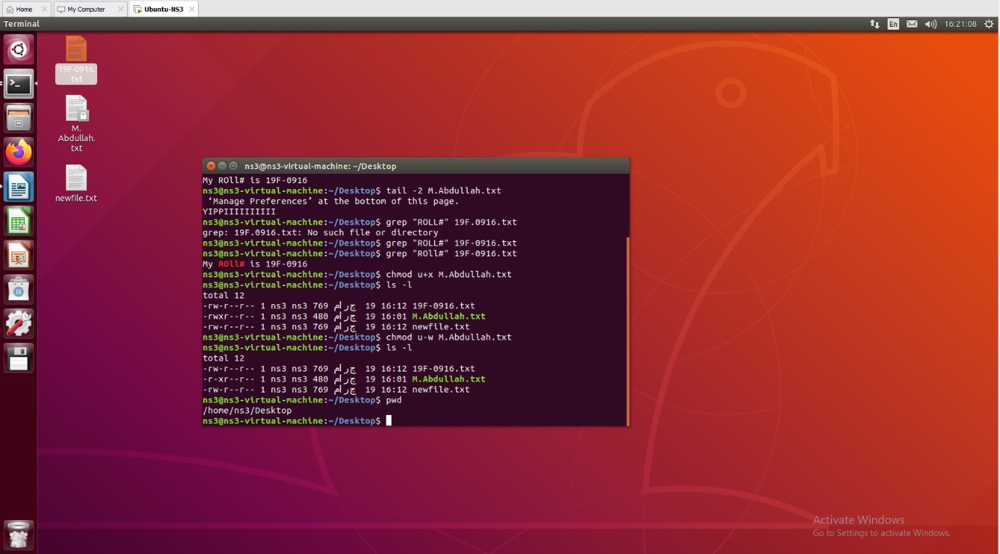 Home
My Computer
Ubuntu-NS3
Terminal
En
16:21:08
19F-0916.
txt
M.
Abdullah.
txt
newfile.txt
ns3@ns3-virtual-machine: ~/Desktop
My ROll# is 19F-0916
ns3@ns3-virtual-machine:~/Desktop$ tail -2 M.Abdullah.txt
‘Manage Preferences’ at the bottom of this page.
YIPPIIIIIIIIII
ns3@ns3-virtual-machine:~/Desktop$ grep "ROLL#" 19F.0916.txt
grep: 19F.0916.txt: No such file or directory
ns3@ns3-virtual-machine:~/Desktop$ grep "ROLL#" 19F-0916.txt
ns3@ns3-virtual-machine:~/Desktop$ grep "ROll#" 19F-0916.txt
My ROll# is 19F-0916
ns3@ns3-virtual-machine:~/Desktop$ chmod u+x M.Abdullah.txt
ns3@ns3-virtual-machine:~/Desktop$ ls -l
total 12
-rw-r--r-- 1 ns3 ns3 769 مارچ 19 16:12 19F-0916.txt
-rwxr--r-- 1 ns3 ns3 480 مارچ 19 16:01 M.Abdullah.txt
-rw-r--r-- 1 ns3 ns3 769 مارچ 19 16:12 newfile.txt
ns3@ns3-virtual-machine:~/Desktop$ chmod u-w M.Abdullah.txt
ns3@ns3-virtual-machine:~/Desktop$ ls -l
total 12
-rw-r--r-- 1 ns3 ns3 769 مارچ 19 16:12 19F-0916.txt
-r-xr--r-- 1 ns3 ns3 480 مارچ 19 16:01 M.Abdullah.txt
-rw-r--r-- 1 ns3 ns3 769 مارچ 19 16:12 newfile.txt
ns3@ns3-virtual-machine:~/Desktop$ pwd
/home/ns3/Desktop
ns3@ns3-virtual-machine:~/Desktop$
Activate Windows
Go to Settings to activate Windows.